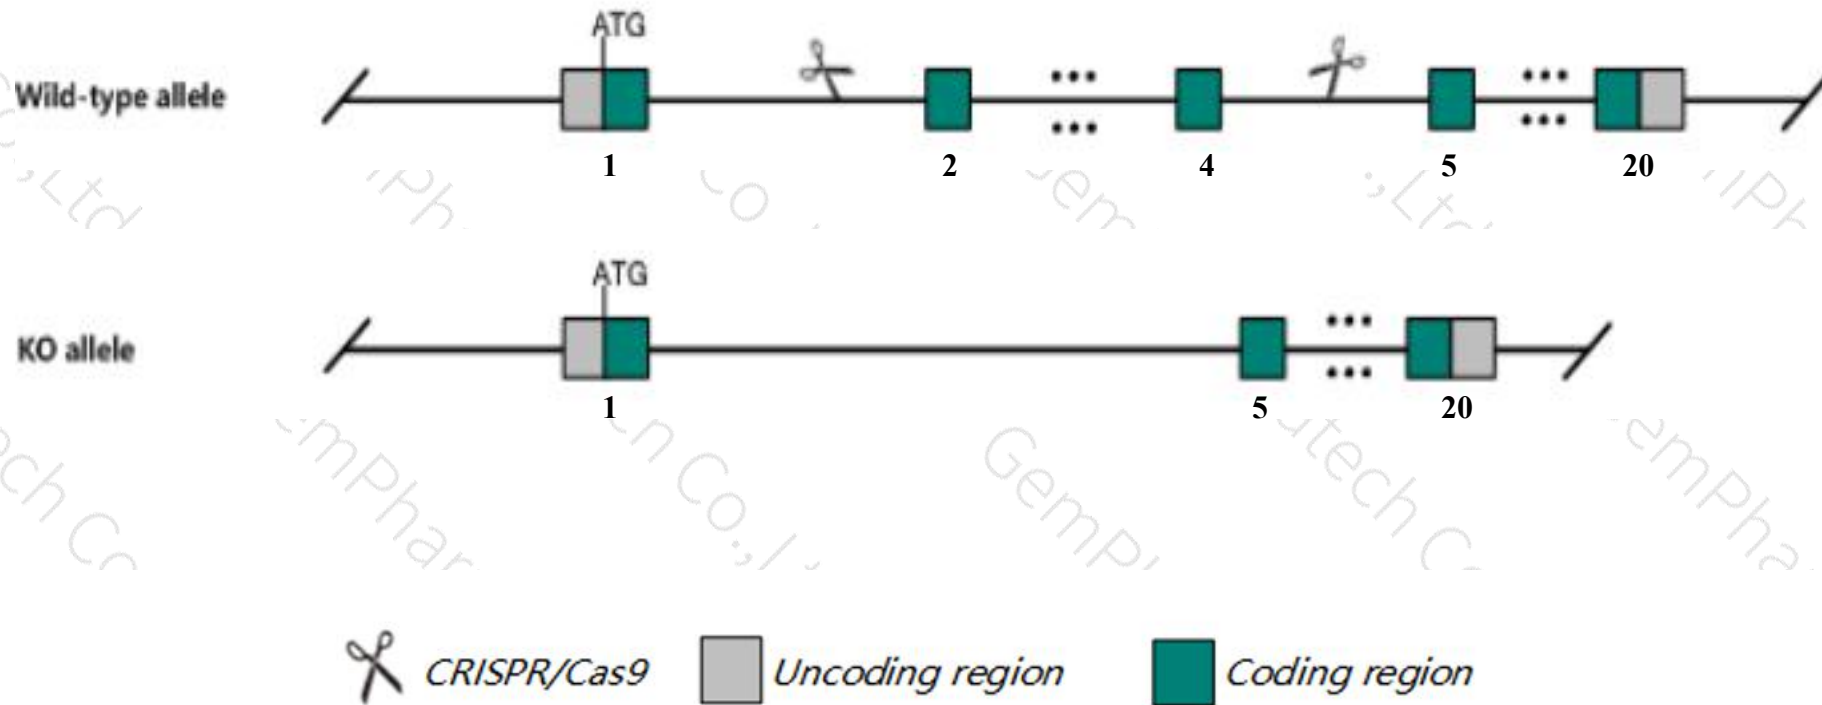 ATG
Wild-type allele
1 2 4 5 20
ATG
KO allele
1 5 20
CRISPR/Cas9 Uncoding region Coding region